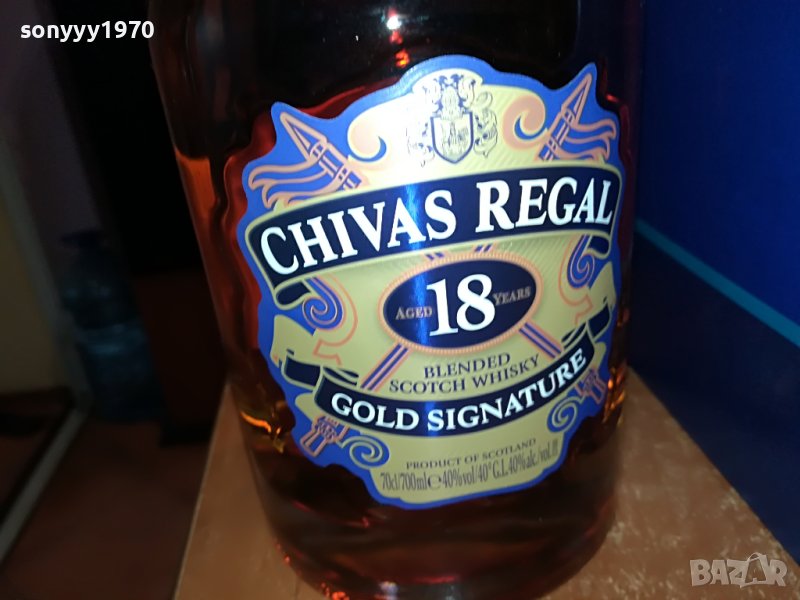 sonyyy1970
CHIVAS REGAL
AGED 18 YEARS
BLENDED
SCOTCH WHISKY
GOLD SIGNATURE
PRODUCT OF SCOTLAND
70cl/700ml℮40%vol/40°G.L.40%alc./vol.
BAZAR